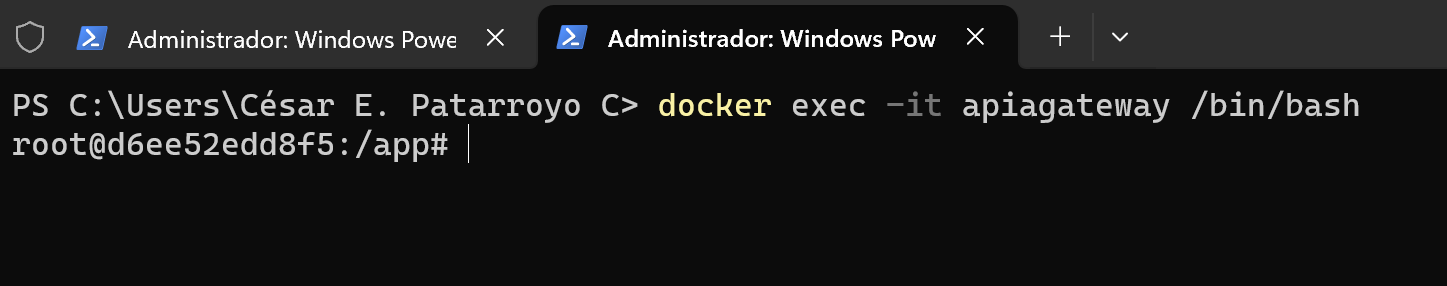 Administrador: Windows Powe
Administrador: Windows Pow
PS C:\Users\César E. Patarroyo C> docker exec -it apiagateway /bin/bash
root@d6ee52edd8f5:/app#